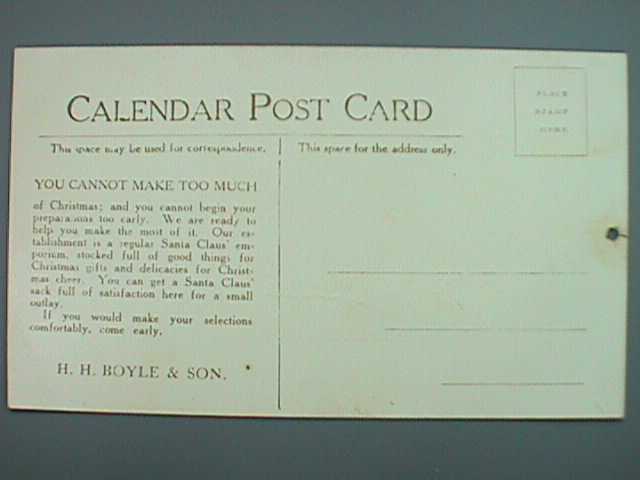 CALENDAR POST CARD
PLACE
STAMP
HERE
This space may be used for correspondence.
This space for the address only.
YOU CANNOT MAKE TOO MUCH
of Christmas; and you cannot begin your
preparations too early. We are ready to
help you make the most of it. Our es-
tablishment is a regular Santa Claus' em-
porium, stocked full of good things for
Christmas gifts and delicacies for Christ-
mas cheer. You can get a Santa Claus'
sack full of satisfaction here for a small
outlay.
If you would make your selections
comfortably, come early.
H. H. BOYLE & SON.